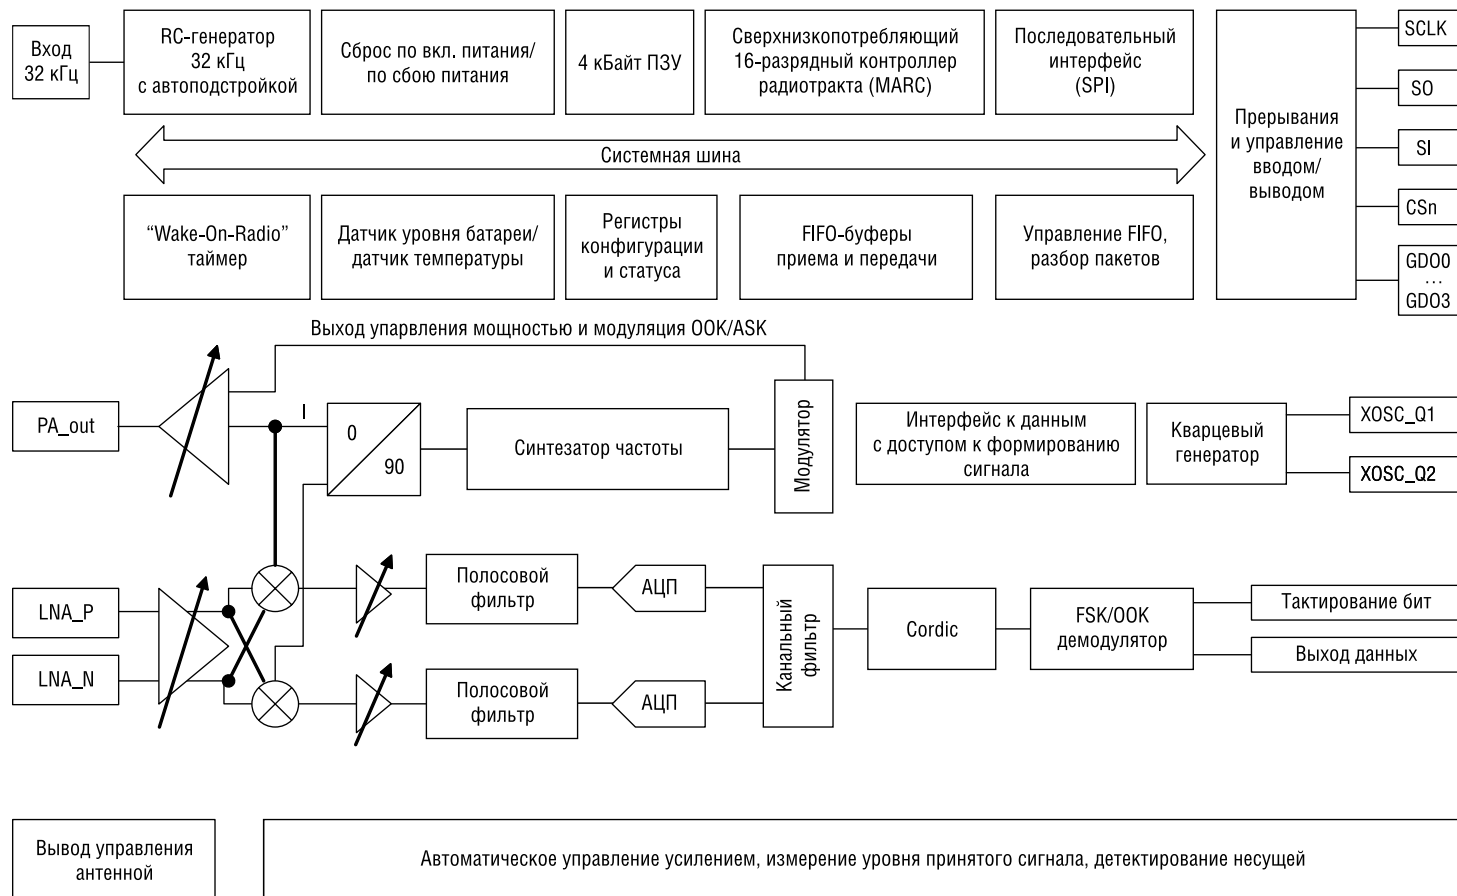 Вход
32 кГц
RC-генератор
32 кГц
с автоподстройкой
Сброс по вкл. питания/
по сбою питания
4 кБайт ПЗУ
Сверхнизкопотребляющий
16-разрядный контроллер
радиотракта (MARC)
Последовательный
интерфейс
(SPI)
Прерывания
и управление
вводом/
выводом
SCLK
SO
SI
CSn
GDO0
...
GDO3
Системная шина
“Wake-On-Radio”
таймер
Датчик уровня батареи/
датчик температуры
Регистры
конфигурации
и статуса
FIFO-буферы
приема и передачи
Управление FIFO,
разбор пакетов
Выход упарвления мощностью и модуляция OOK/ASK
PA_out
I
0
90
Синтезатор частоты
Модулятор
Интерфейс к данным
с доступом к формированию
сигнала
Кварцевый
генератор
XOSC_Q1
XOSC_Q2
LNA_P
LNA_N
Полосовой
фильтр
АЦП
Полосовой
фильтр
АЦП
Канальный
фильтр
Cordic
FSK/OOK
демодулятор
Тактирование бит
Выход данных
Вывод управления
антенной
Автоматическое управление усилением, измерение уровня принятого сигнала, детектирование несущей